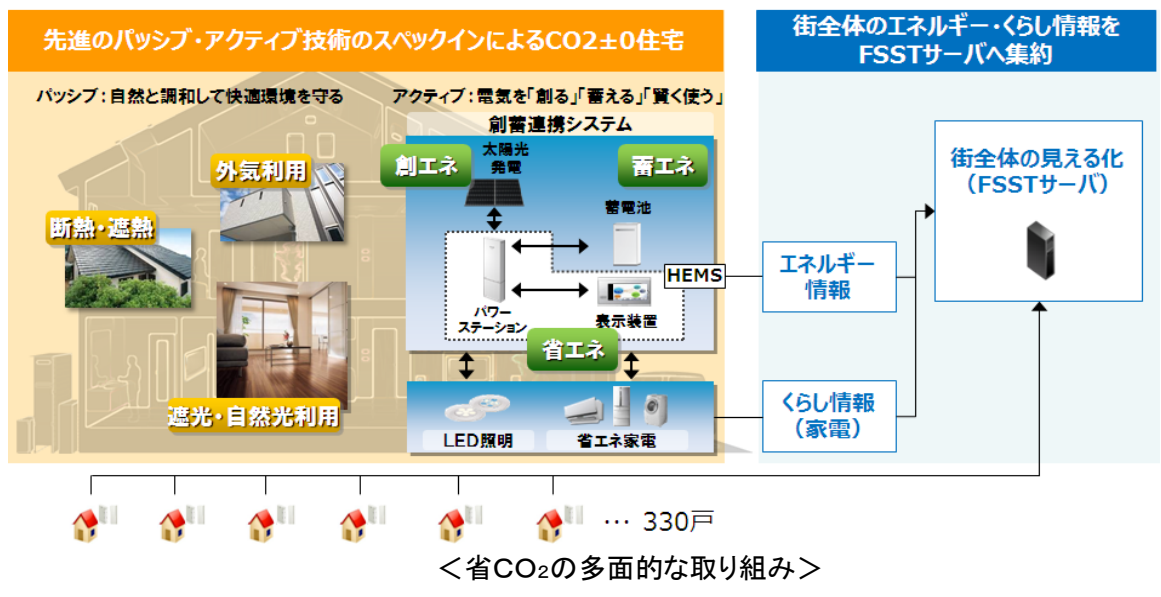 先進のパッシブ・アクティブ技術のスペックインによるCO2±0住宅
街全体のエネルギー・くらし情報を
FSSTサーバへ集約
パッシブ：自然と調和して快適環境を守る
アクティブ：電気を「創る」「蓄える」「賢く使う」
創蓄連携システム
創エネ
太陽光
発電
蓄エネ
外気利用
断熱・遮熱
遮光・自然光利用
蓄電池
パワー
ステーション
表示装置
HEMS
省エネ
LED照明
省エネ家電
エネルギー
情報
くらし情報
（家電）
街全体の見える化
（FSSTサーバ）
… 330戸
＜省CO₂の多面的な取り組み＞